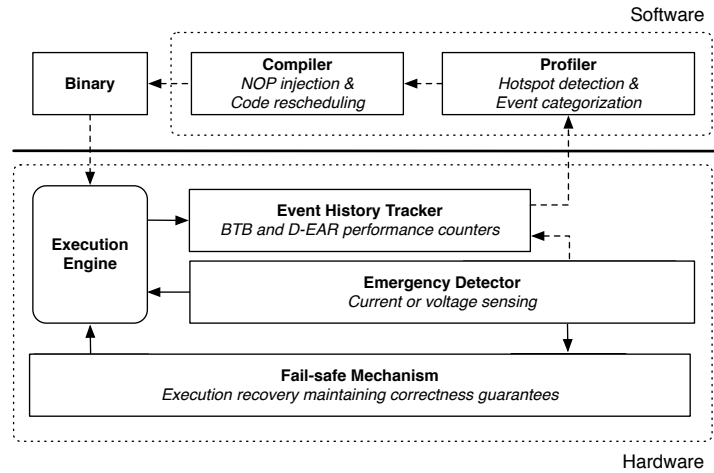 Software
Binary
Compiler
NOP injection &
Code rescheduling
Profiler
Hotspot detection &
Event categorization
Execution
Engine
Event History Tracker
BTB and D-EAR performance counters
Emergency Detector
Current or voltage sensing
Fail-safe Mechanism
Execution recovery maintaining correctness guarantees
Hardware